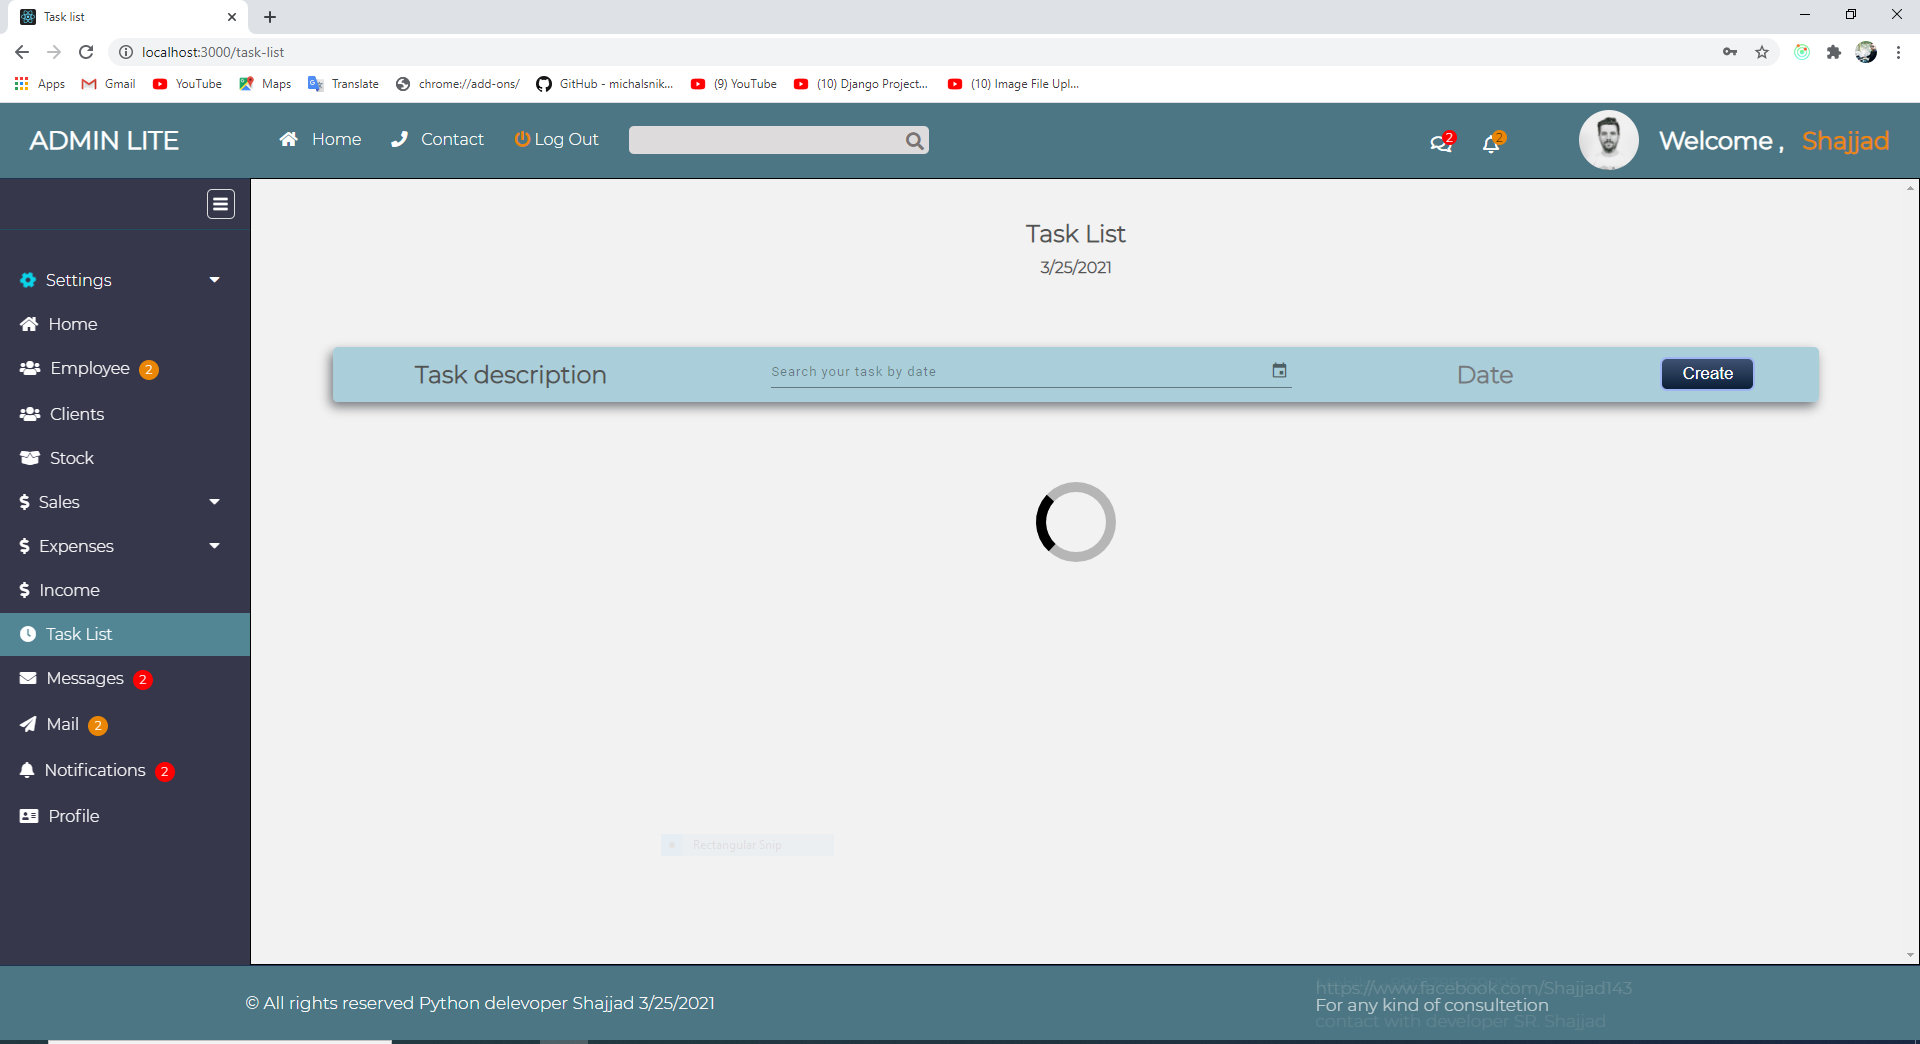 Task list
localhost:3000/task-list
Apps Gmail YouTube Maps Translate chrome://add-ons/ GitHub - michalsnik... (9) YouTube (10) Django Project... (10) Image File Upl...
ADMIN LITE Home Contact Log Out 2 2 Welcome , Shajjad
Task List
3/25/2021
Settings
Home
Employee 2
Clients
Stock
Sales
Expenses
Income
Task List
Messages 2
Mail 2
Notifications 2
Profile
Task description Search your task by date Date Create
Rectangular Snip
© All rights reserved Python delevoper Shajjad 3/25/2021
https://www.facebook.com/Shajjad143
For any kind of consultetion
contact with developer SR. Shajjad